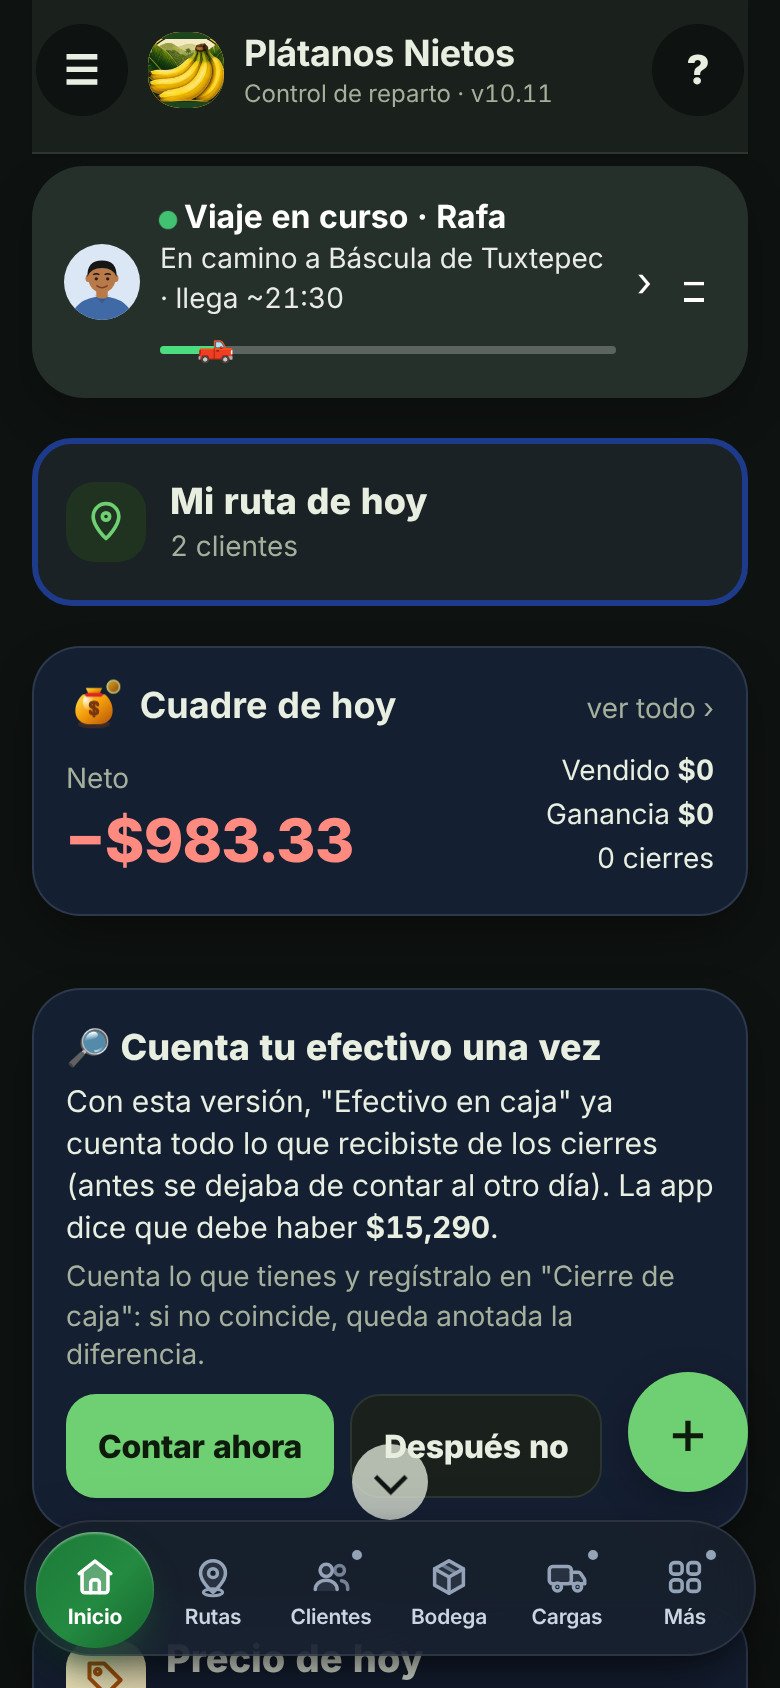 Plátanos Nietos
Control de reparto · v10.11
?
Viaje en curso · Rafa
En camino a Báscula de Tuxtepec
· llega ~21:30
Mi ruta de hoy
2 clientes
Cuadre de hoy
ver todo ›
Neto
−$983.33
Vendido $0
Ganancia $0
0 cierres
Cuenta tu efectivo una vez
Con esta versión, "Efectivo en caja" ya
cuenta todo lo que recibiste de los cierres
(antes se dejaba de contar al otro día). La app
dice que debe haber $15,290.
Cuenta lo que tienes y regístralo en "Cierre de
caja": si no coincide, queda anotada la
diferencia.
Contar ahora
Después no
+
Inicio
Rutas
Clientes
Bodega
Cargas
Más
Precio de hoy